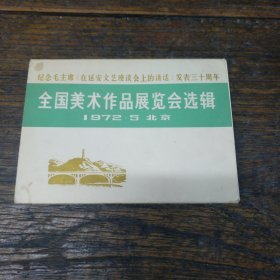 纪念毛主席《在延安文艺座谈会上的讲话》发表三十周年
全国美术作品展览会选辑
1972·5 北京